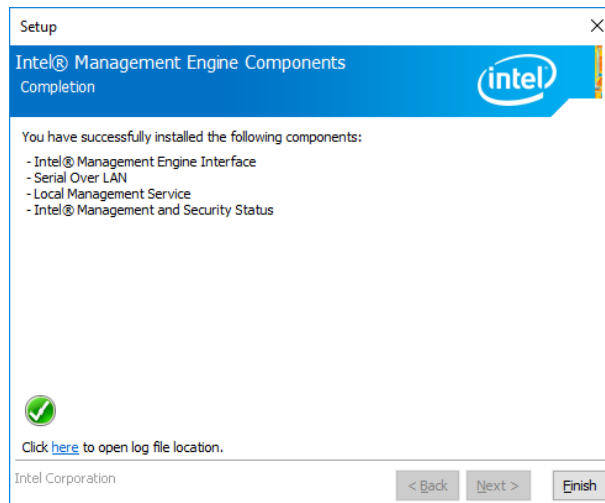 Setup
Intel® Management Engine Components
Completion
intel
You have successfully installed the following components:
- Intel® Management Engine Interface
- Serial Over LAN
- Local Management Service
- Intel® Management and Security Status
Click here to open log file location.
Intel Corporation
< Back
Next >
Finish